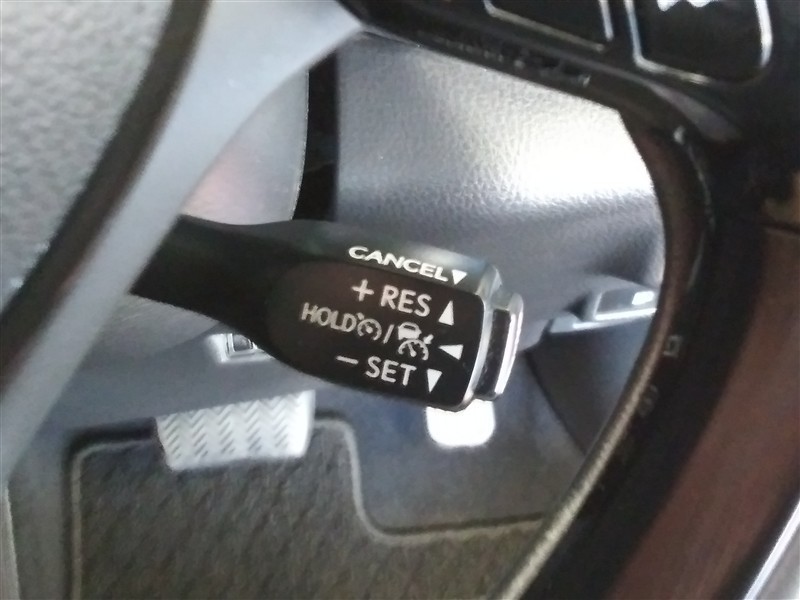 CANCEL▼
+ RES ▲
HOLD / ◀
− SET ▼